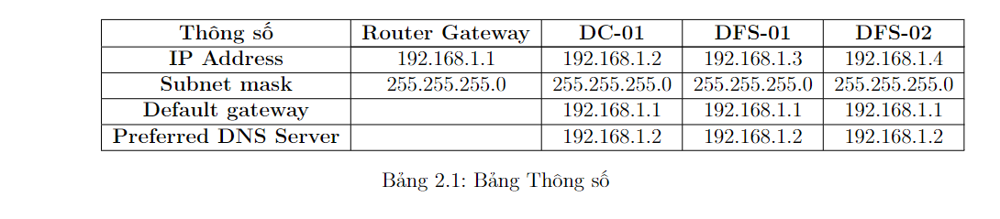 Thông số Router Gateway DC-01 DFS-01 DFS-02
IP Address 192.168.1.1 192.168.1.2 192.168.1.3 192.168.1.4
Subnet mask 255.255.255.0 255.255.255.0 255.255.255.0 255.255.255.0
Default gateway 192.168.1.1 192.168.1.1 192.168.1.1
Preferred DNS Server 192.168.1.2 192.168.1.2 192.168.1.2
Bảng 2.1: Bảng Thông số